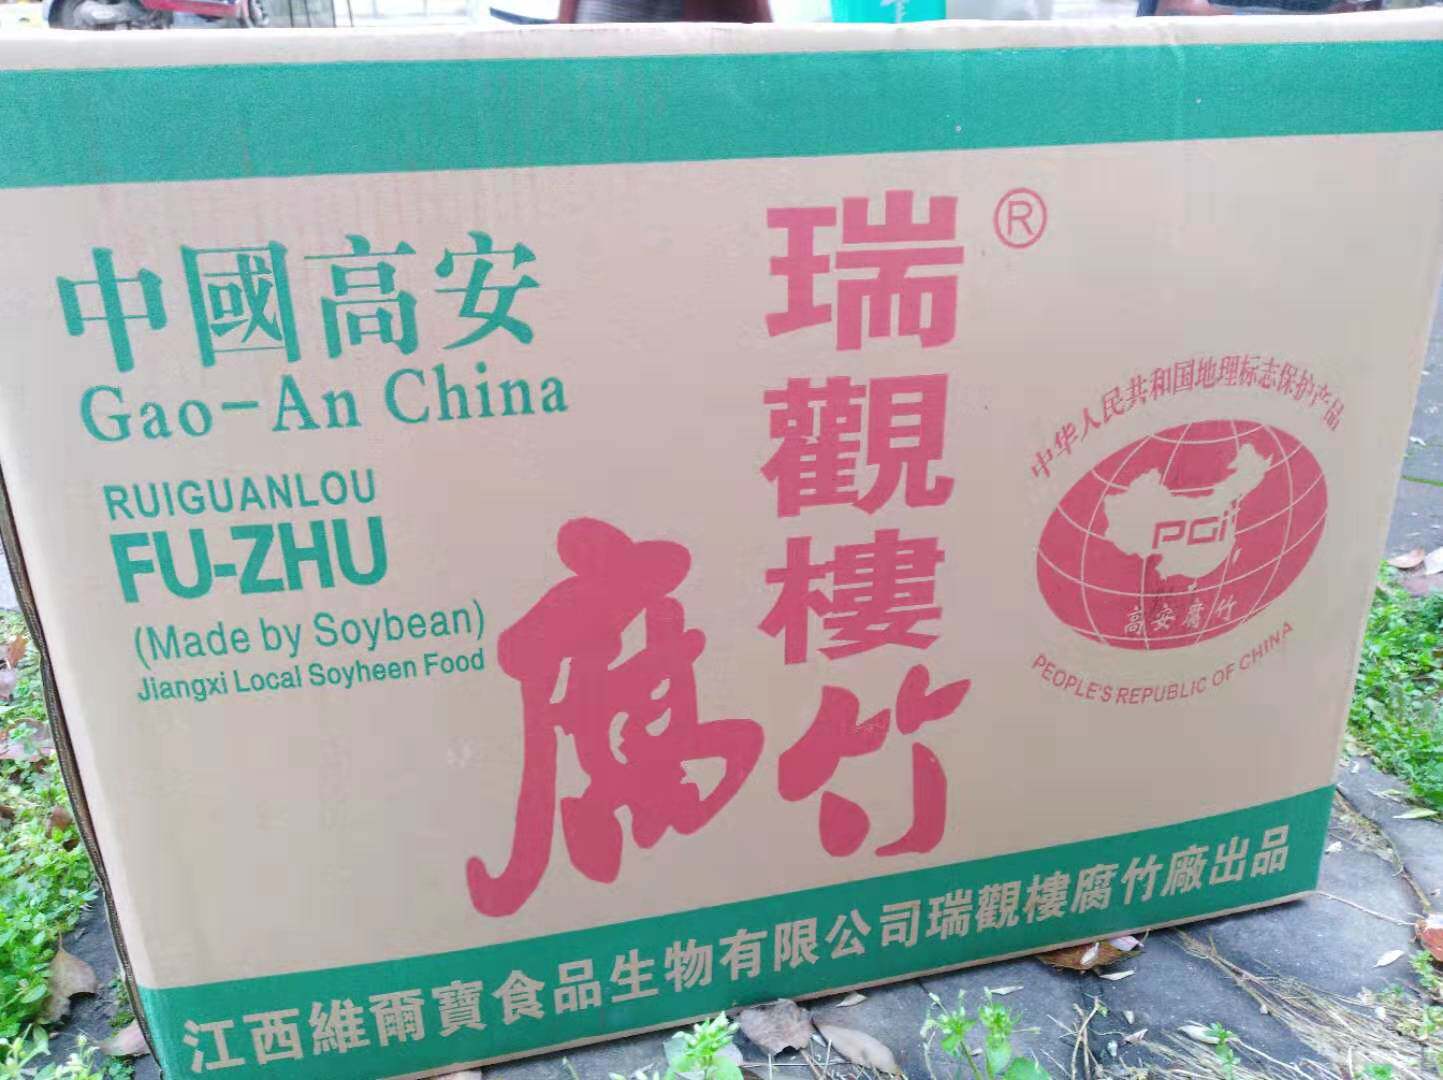 中國高安
Gao-An China
RUIGUANLOU
FU-ZHU
(Made by Soybean)
Jiangxi Local Soyheen Food
瑞觀樓
®
腐竹
中华人民共和国地理标志保护产品
PGI
高安腐竹
PEOPLE'S REPUBLIC OF CHINA
江西維爾寶食品生物有限公司瑞觀樓腐竹廠出品